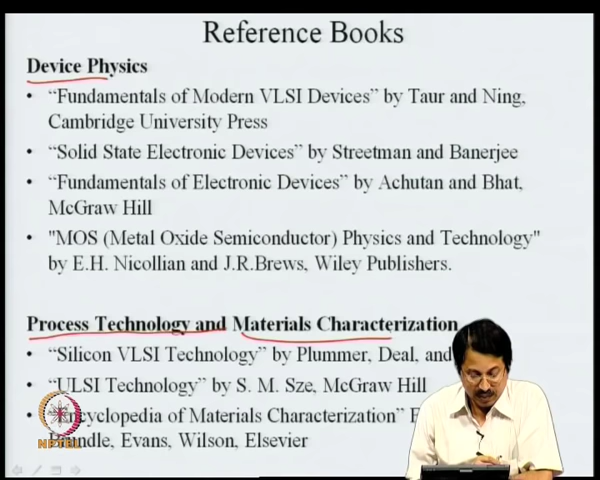 Reference Books
Device Physics
• “Fundamentals of Modern VLSI Devices” by Taur and Ning,
Cambridge University Press
• “Solid State Electronic Devices” by Streetman and Banerjee
• “Fundamentals of Electronic Devices” by Achutan and Bhat,
McGraw Hill
• "MOS (Metal Oxide Semiconductor) Physics and Technology"
by E.H. Nicollian and J.R.Brews, Wiley Publishers.
Process Technology and Materials Characterization
• “Silicon VLSI Technology” by Plummer, Deal, and
• “ULSI Technology” by S. M. Sze, McGraw Hill
Encyclopedia of Materials Characterization”
Brundle, Evans, Wilson, Elsevier
NPTEL